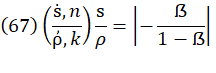 (67) (ṡ, n / ῤ, k) s/ρ = |− ß / (1 − ß)|